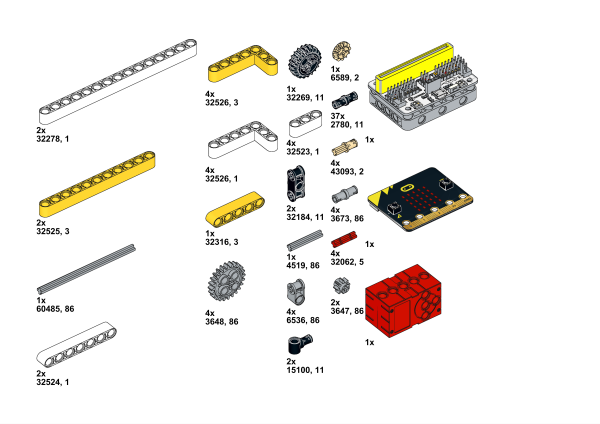 2x
32278, 1
2x
32525, 3
1x
60485, 86
2x
32524, 1
4x
32526, 3
4x
32526, 1
1x
32316, 3
4x
3648, 86
1x
32269, 11
4x
32523, 1
2x
32184, 11
1x
4519, 86
4x
6536, 86
2x
15100, 11
1x
6589, 2
37x
2780, 11
4x
43093, 2
4x
3673, 86
4x
32062, 5
2x
3647, 86
1x
1x
1x